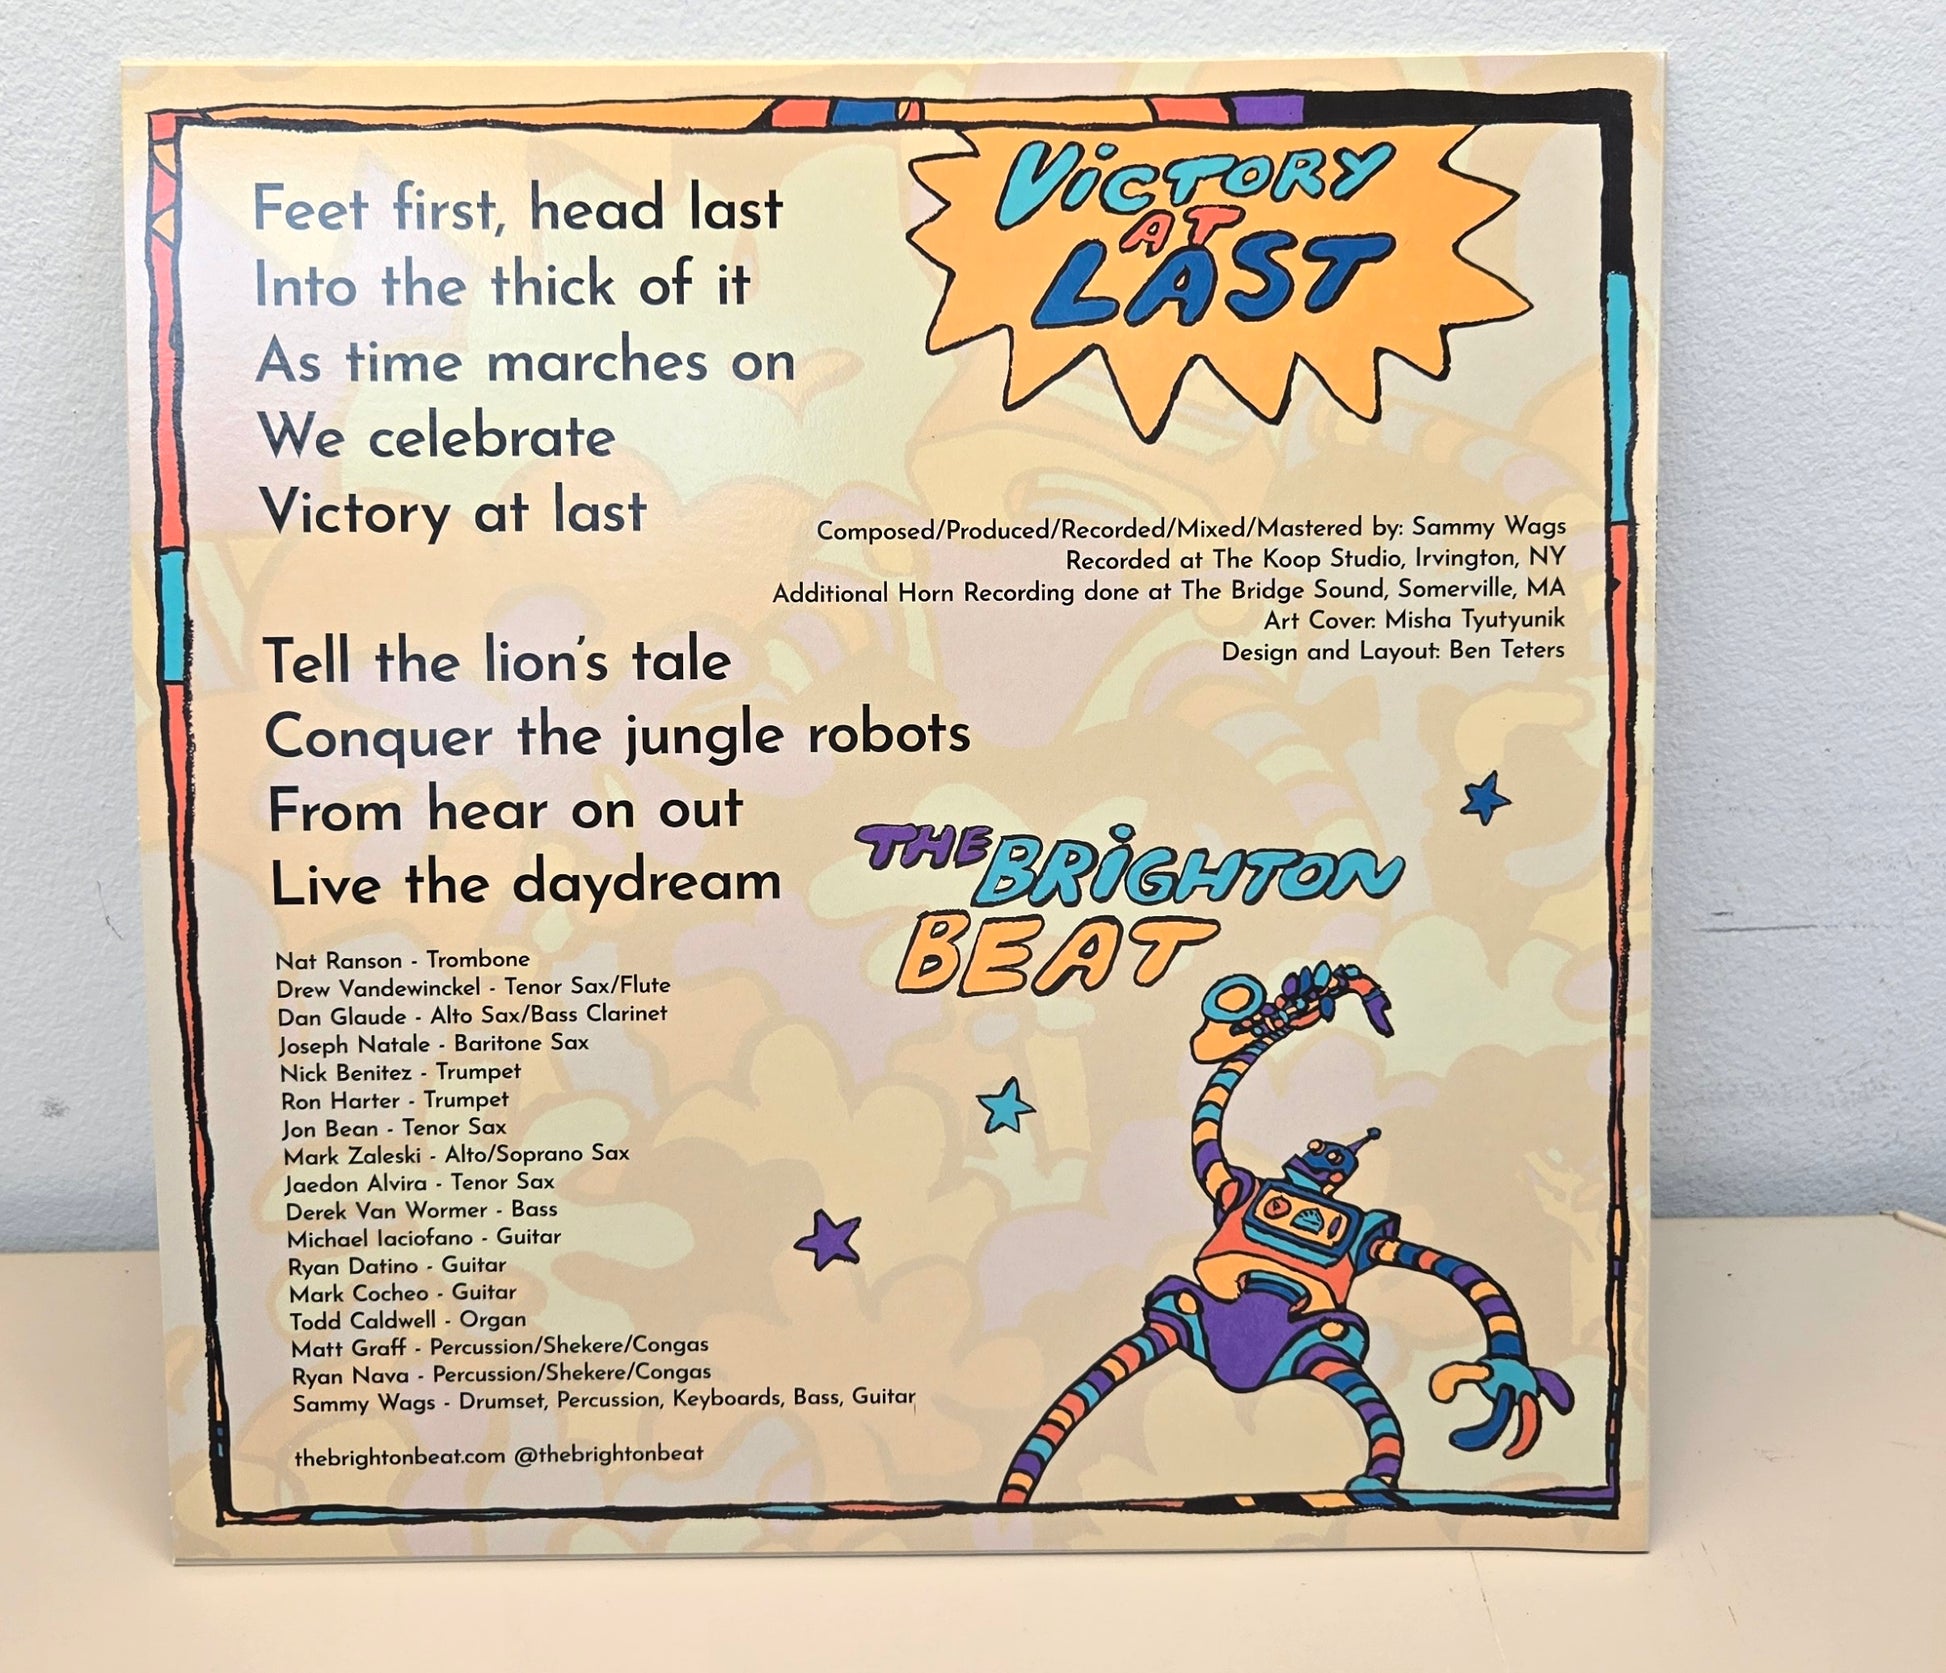 Feet first, head last
Into the thick of it
As time marches on
We celebrate
Victory at last
Tell the lion's tale
Conquer the jungle robots
From hear on out
Live the daydream
Nat Ranson - Trombone
Drew Vandewinckel - Tenor Sax/Flute
Dan Glaude - Alto Sax/Bass Clarinet
Joseph Natale - Baritone Sax
Nick Benitez - Trumpet
Ron Harter - Trumpet
Jon Bean - Tenor Sax
Mark Zaleski - Alto/Soprano Sax
Jaedon Alvira - Tenor Sax
Derek Van Wormer - Bass
Michael Iaciofano - Guitar
Ryan Datino - Guitar
Mark Cocheo - Guitar
Todd Caldwell - Organ
Matt Graff - Percussion/Shekere/Congas
Ryan Nava - Percussion/Shekere/Congas
Sammy Wags - Drumset, Percussion, Keyboards, Bass, Guitar
thebrightonbeat.com @thebrightonbeat
VICTORY
AT
LAST
Composed/Produced/Recorded/Mixed/Mastered by: Sammy Wags
Recorded at The Koop Studio, Irvington, NY
Additional Horn Recording done at The Bridge Sound, Somerville, MA
Art Cover: Misha Tyutyunik
Design and Layout: Ben Teters
THE BRiGHTON
BEAT